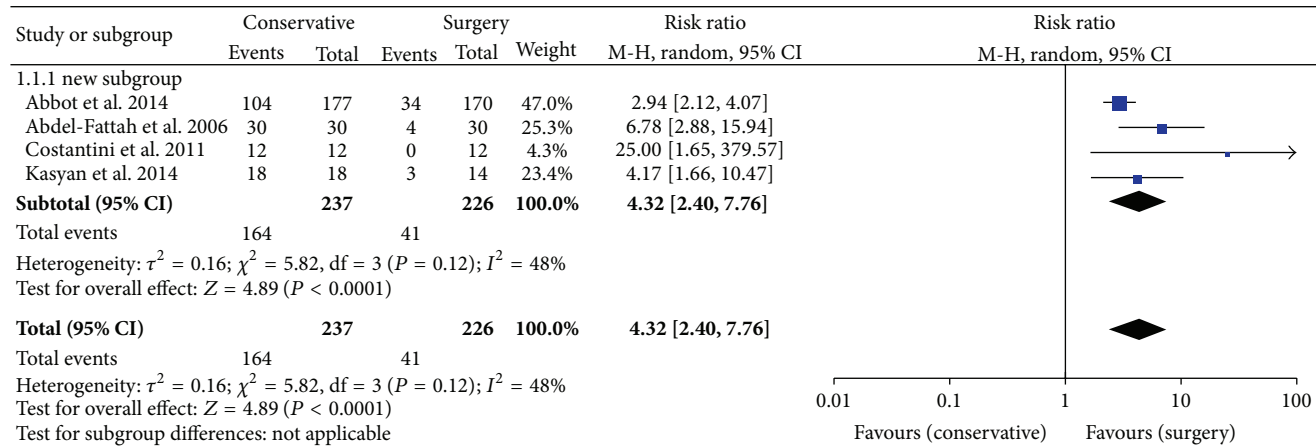 Study or subgroup Conservative Surgery Risk ratio Risk ratio
Events Total Events Total Weight M-H, random, 95% CI M-H, random, 95% CI
1.1.1 new subgroup
Abbot et al. 2014 104 177 34 170 47.0% 2.94 [2.12, 4.07]
Abdel-Fattah et al. 2006 30 30 4 30 25.3% 6.78 [2.88, 15.94]
Costantini et al. 2011 12 12 0 12 4.3% 25.00 [1.65, 379.57]
Kasyan et al. 2014 18 18 3 14 23.4% 4.17 [1.66, 10.47]
Subtotal (95% CI) 237 226 100.0% 4.32 [2.40, 7.76]
Total events 164 41
Heterogeneity: τ² = 0.16; χ² = 5.82, df = 3 (P = 0.12); I² = 48%
Test for overall effect: Z = 4.89 (P < 0.0001)
Total (95% CI) 237 226 100.0% 4.32 [2.40, 7.76]
Total events 164 41
Heterogeneity: τ² = 0.16; χ² = 5.82, df = 3 (P = 0.12); I² = 48%
Test for overall effect: Z = 4.89 (P < 0.0001)
Test for subgroup differences: not applicable
0.01 0.1 1 10 100
Favours (conservative) Favours (surgery)